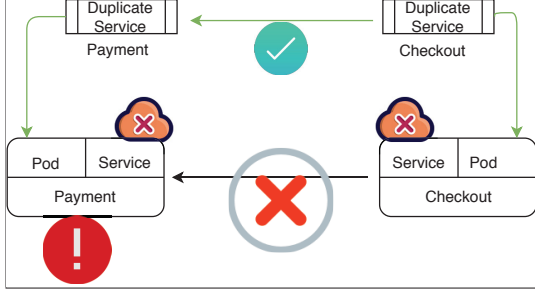 Duplicate
Service
Payment
Duplicate
Service
Checkout
Pod
Service
Payment
Service
Pod
Checkout